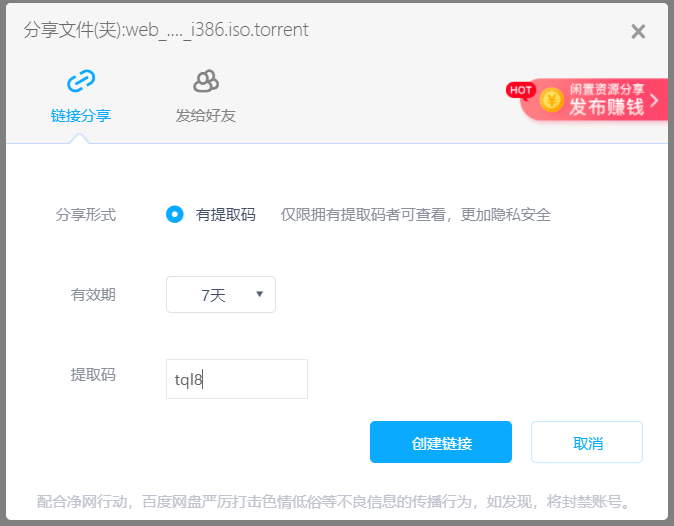 分享文件(夹):web_...._i386.iso.torrent
链接分享
发给好友
HOT
闲置资源分享
发布赚钱
分享形式
有提取码
仅限拥有提取码者可查看，更加隐私安全
有效期
7天
提取码
tql8
创建链接
取消
配合净网行动，百度网盘严厉打击色情低俗等不良信息的传播行为，如发现，将封禁账号。